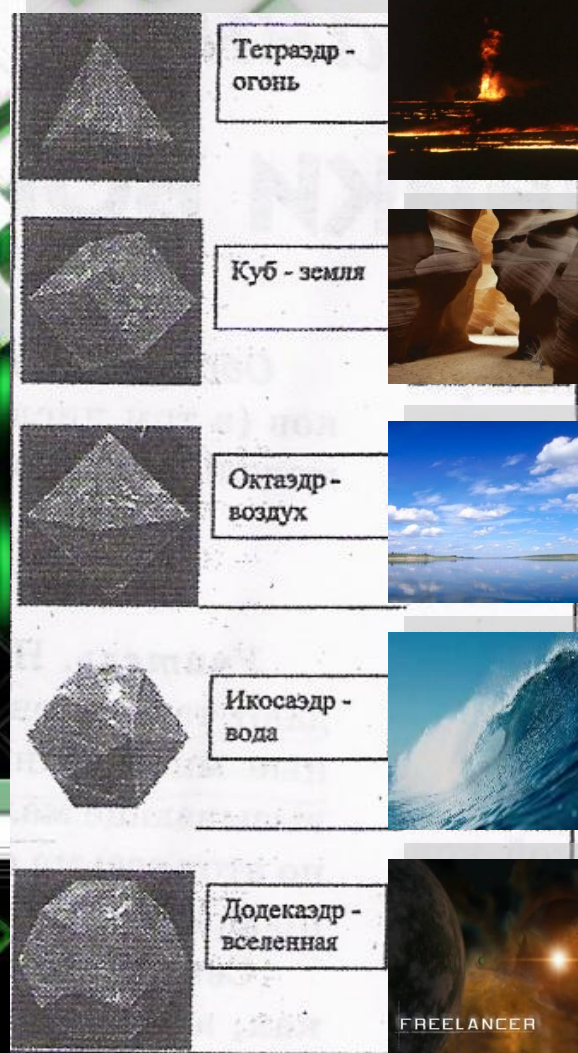 Тетраэдр -
огонь
Куб - земля
Октаэдр -
воздух
Икосаэдр -
вода
Додекаэдр -
вселенная
FREELANCER